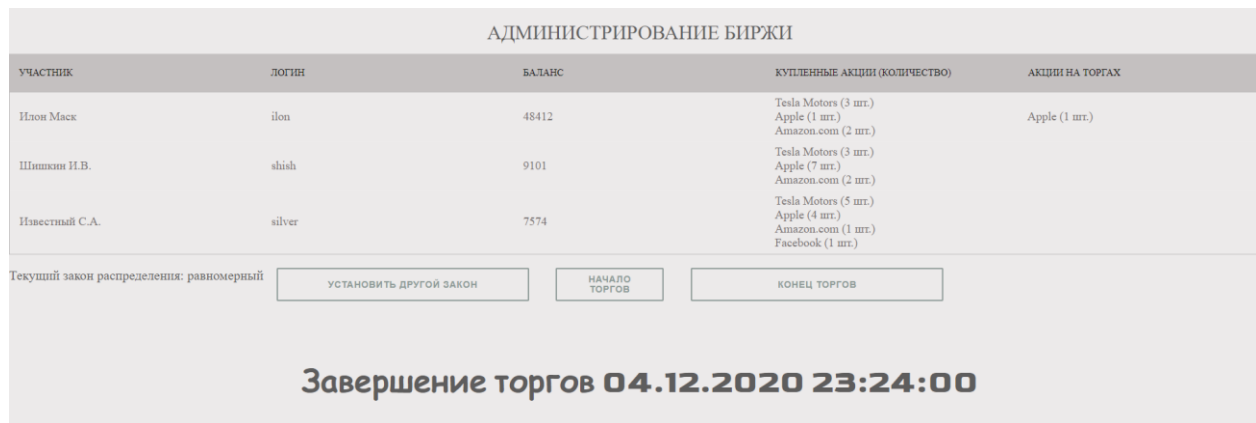 АДМИНИСТРИРОВАНИЕ БИРЖИ
УЧАСТНИК ЛОГИН БАЛАНС КУПЛЕННЫЕ АКЦИИ (КОЛИЧЕСТВО) АКЦИИ НА ТОРГАХ
Tesla Motors (3 шт.)
Илон Маск ilon 48412 Apple (1 шт.) Apple (1 шт.)
Amazon.com (2 шт.)
Tesla Motors (3 шт.)
Шишкин И.В. shish 9101 Apple (7 шт.)
Amazon.com (2 шт.)
Tesla Motors (5 шт.)
Известный С.А. silver 7574 Apple (4 шт.)
Amazon.com (1 шт.)
Facebook (1 шт.)
Текущий закон распределения: равномерный УСТАНОВИТЬ ДРУГОЙ ЗАКОН НАЧАЛО ТОРГОВ КОНЕЦ ТОРГОВ
Завершение торгов 04.12.2020 23:24:00